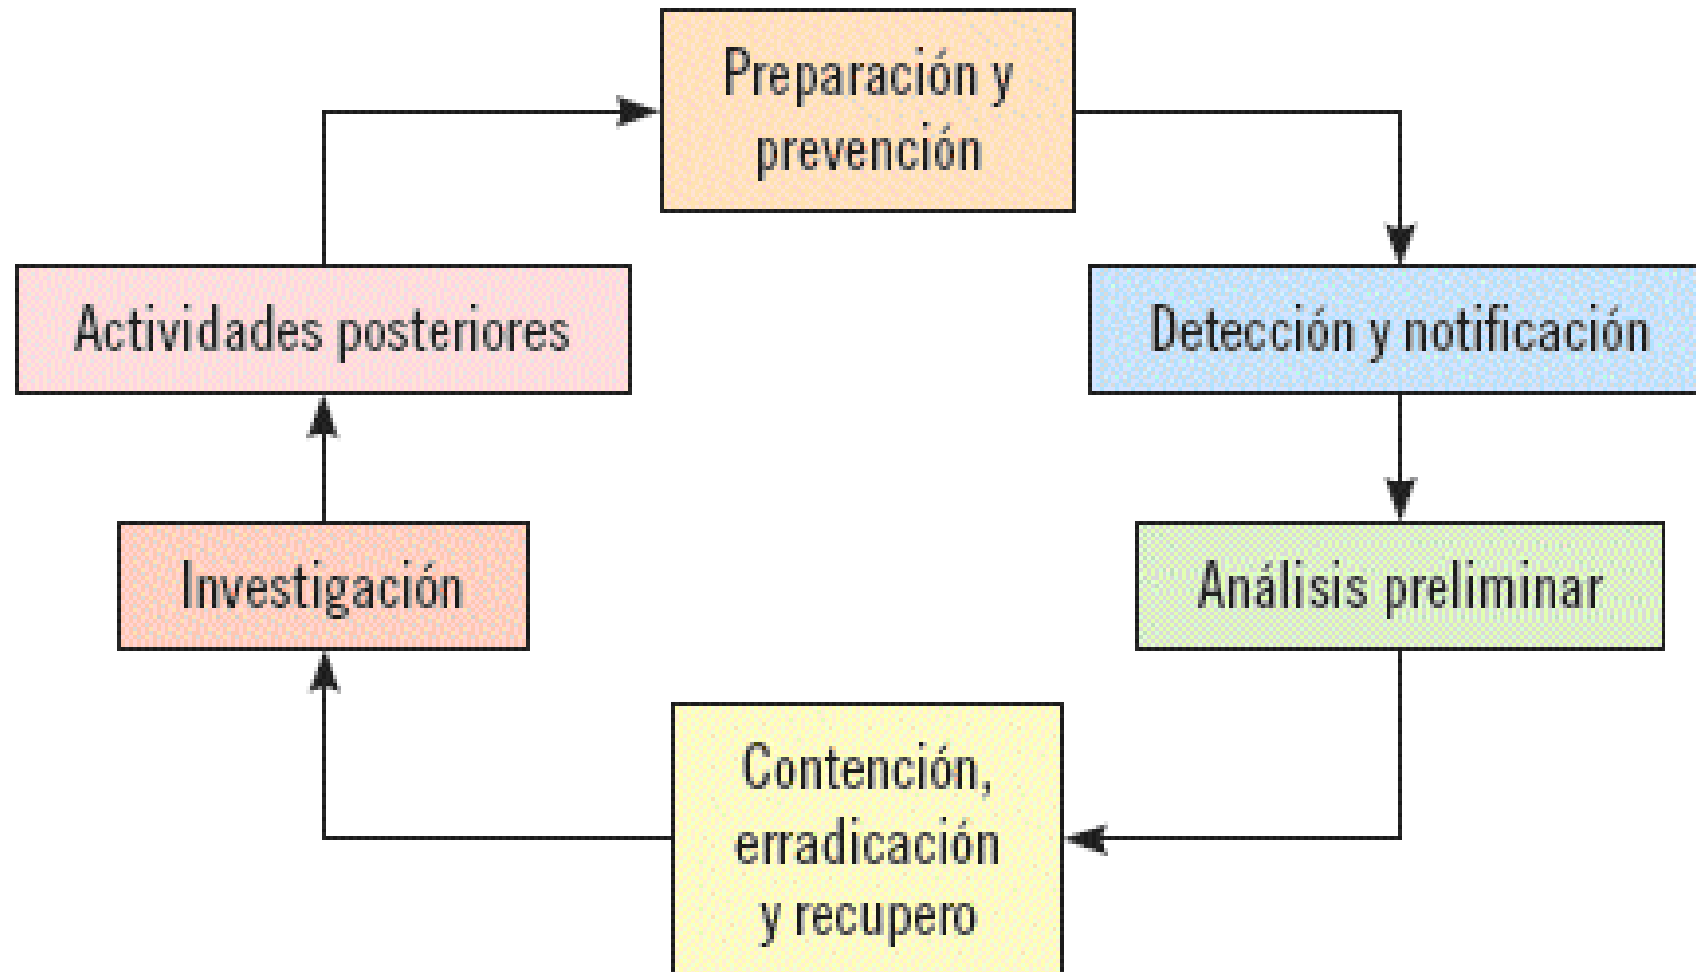 Preparación y
prevención
Actividades posteriores
Detección y notificación
Investigación
Análisis preliminar
Contención,
erradicación
y recupero